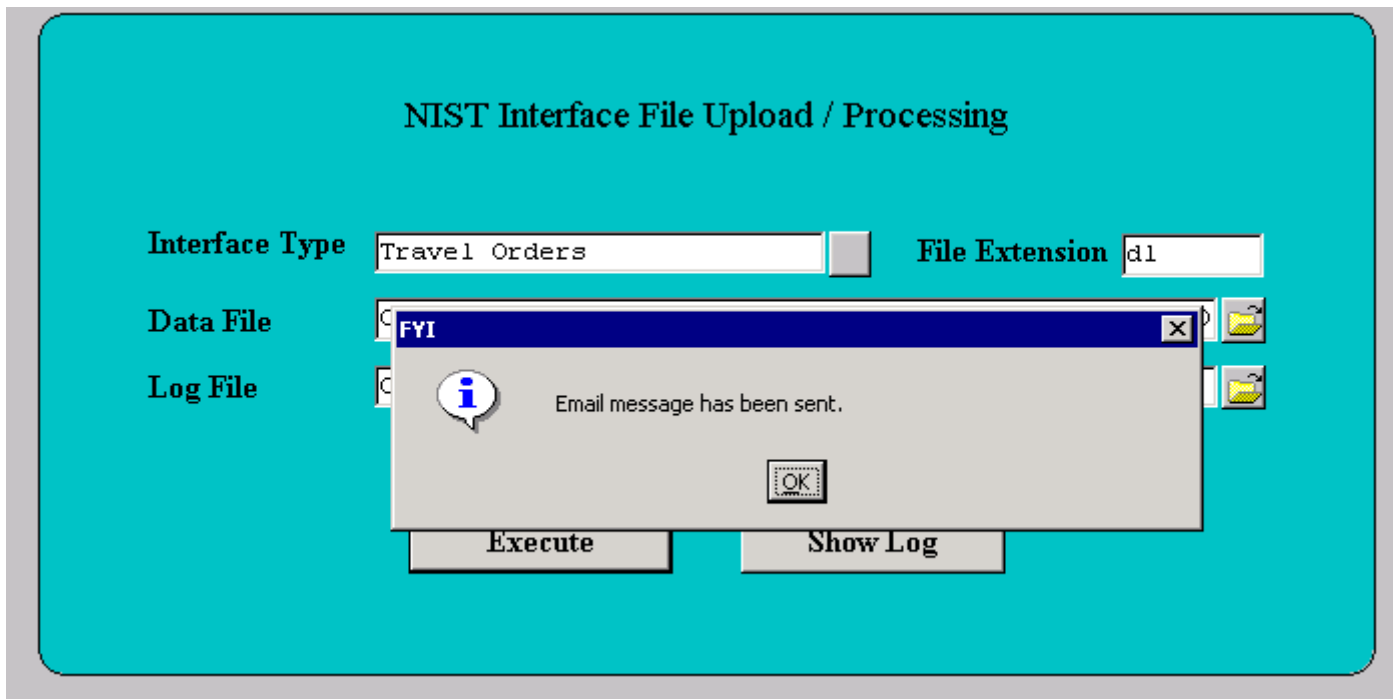 NIST Interface File Upload / Processing
Interface Type Travel Orders File Extension dl
Data File
FYI
Log File
Email message has been sent.
OK
Execute Show Log